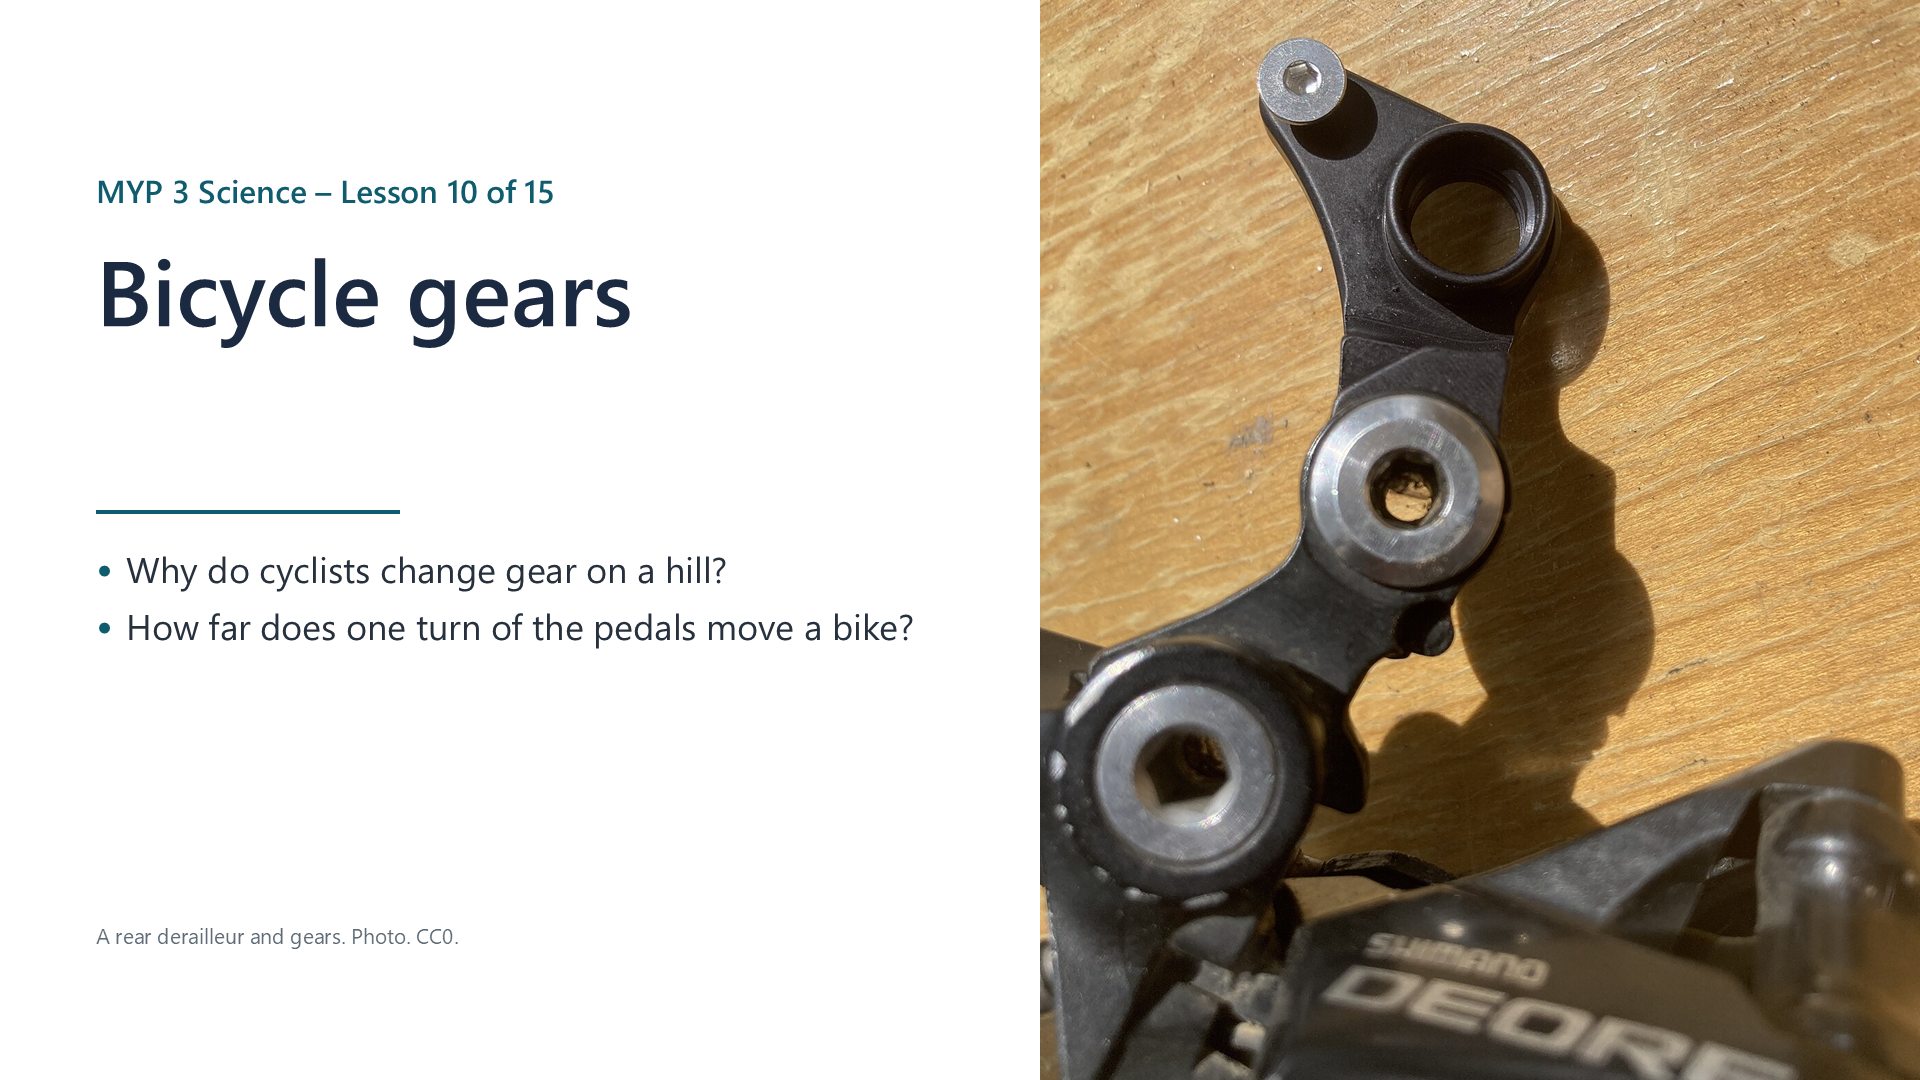 MYP 3 Science – Lesson 10 of 15
Bicycle gears
• Why do cyclists change gear on a hill?
• How far does one turn of the pedals move a bike?
A rear derailleur and gears. Photo. CC0.
SHIMANO
DEORE